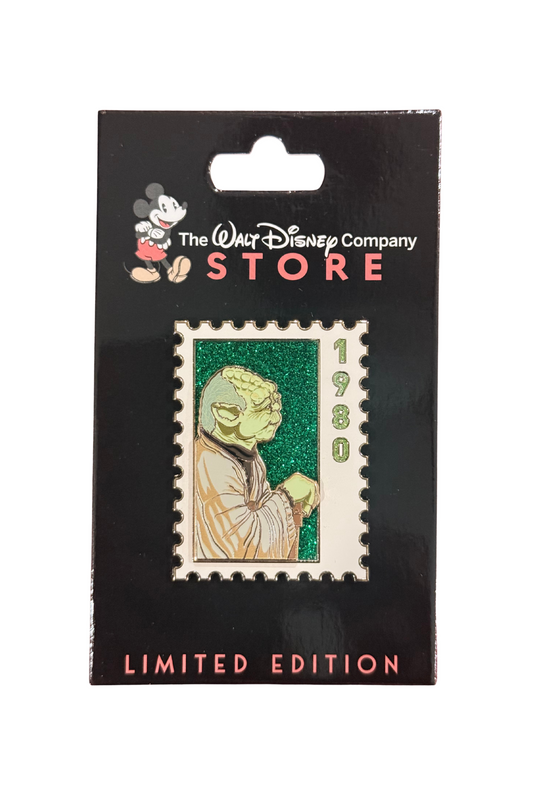 The WALT DISNEY Company
STORE
1980
LIMITED EDITION